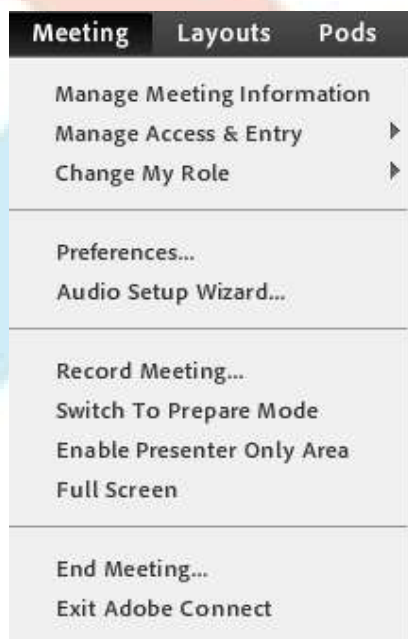 Meeting Layouts Pods
Manage Meeting Information
Manage Access & Entry
Change My Role
Preferences...
Audio Setup Wizard...
Record Meeting...
Switch To Prepare Mode
Enable Presenter Only Area
Full Screen
End Meeting...
Exit Adobe Connect